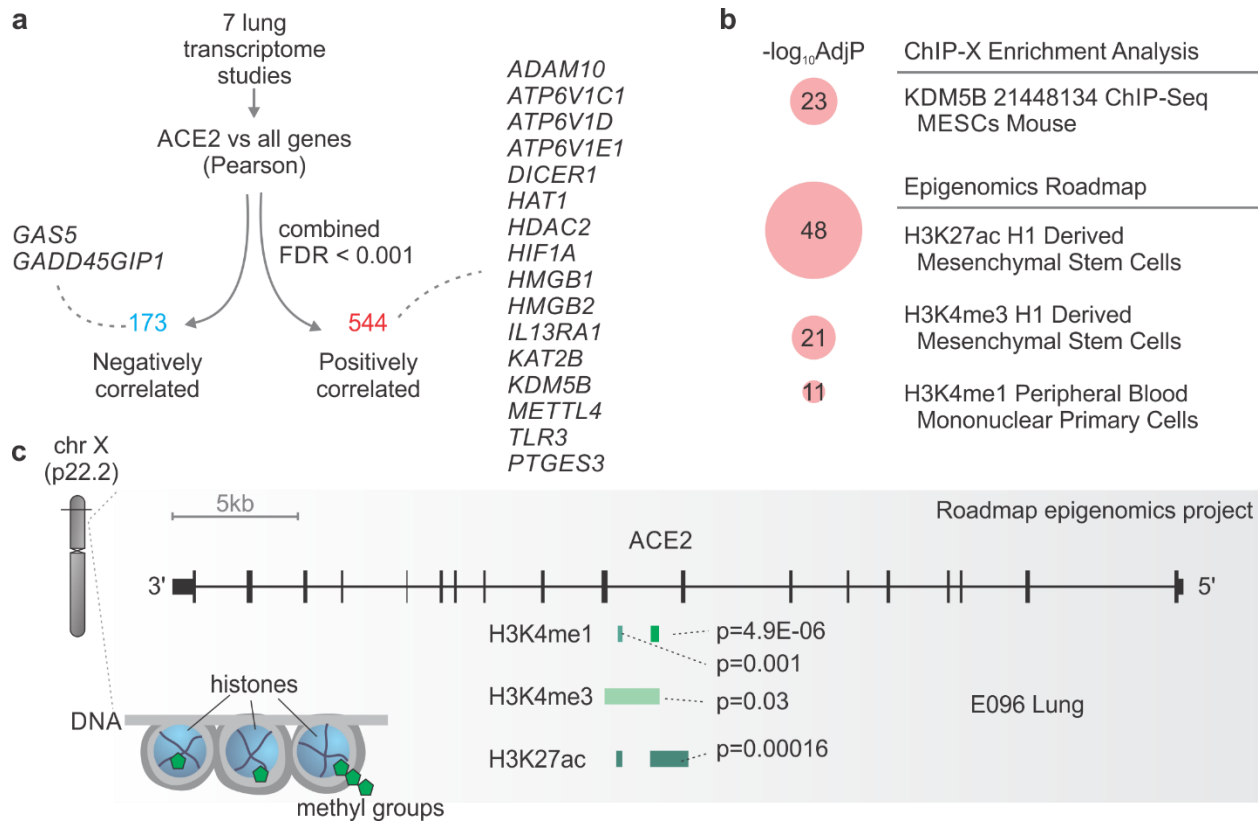 a
7 lung
transcriptome
studies
ACE2 vs all genes
(Pearson)
combined
FDR < 0.001
GAS5
GADD45GIP1
173
Negatively
correlated
544
Positively
correlated
ADAM10
ATP6V1C1
ATP6V1D
ATP6V1E1
DICER1
HAT1
HDAC2
HIF1A
HMGB1
HMGB2
IL13RA1
KAT2B
KDM5B
METTL4
TLR3
PTGES3
b
-log₁₀AdjP
ChIP-X Enrichment Analysis
23
KDM5B 21448134 ChIP-Seq
MESCs Mouse
Epigenomics Roadmap
48
H3K27ac H1 Derived
Mesenchymal Stem Cells
21
H3K4me3 H1 Derived
Mesenchymal Stem Cells
11
H3K4me1 Peripheral Blood
Mononuclear Primary Cells
c
chr X
(p22.2)
5kb
Roadmap epigenomics project
ACE2
3'
5'
H3K4me1
p=4.9E-06
p=0.001
H3K4me3
p=0.03
H3K27ac
p=0.00016
E096 Lung
histones
DNA
methyl groups